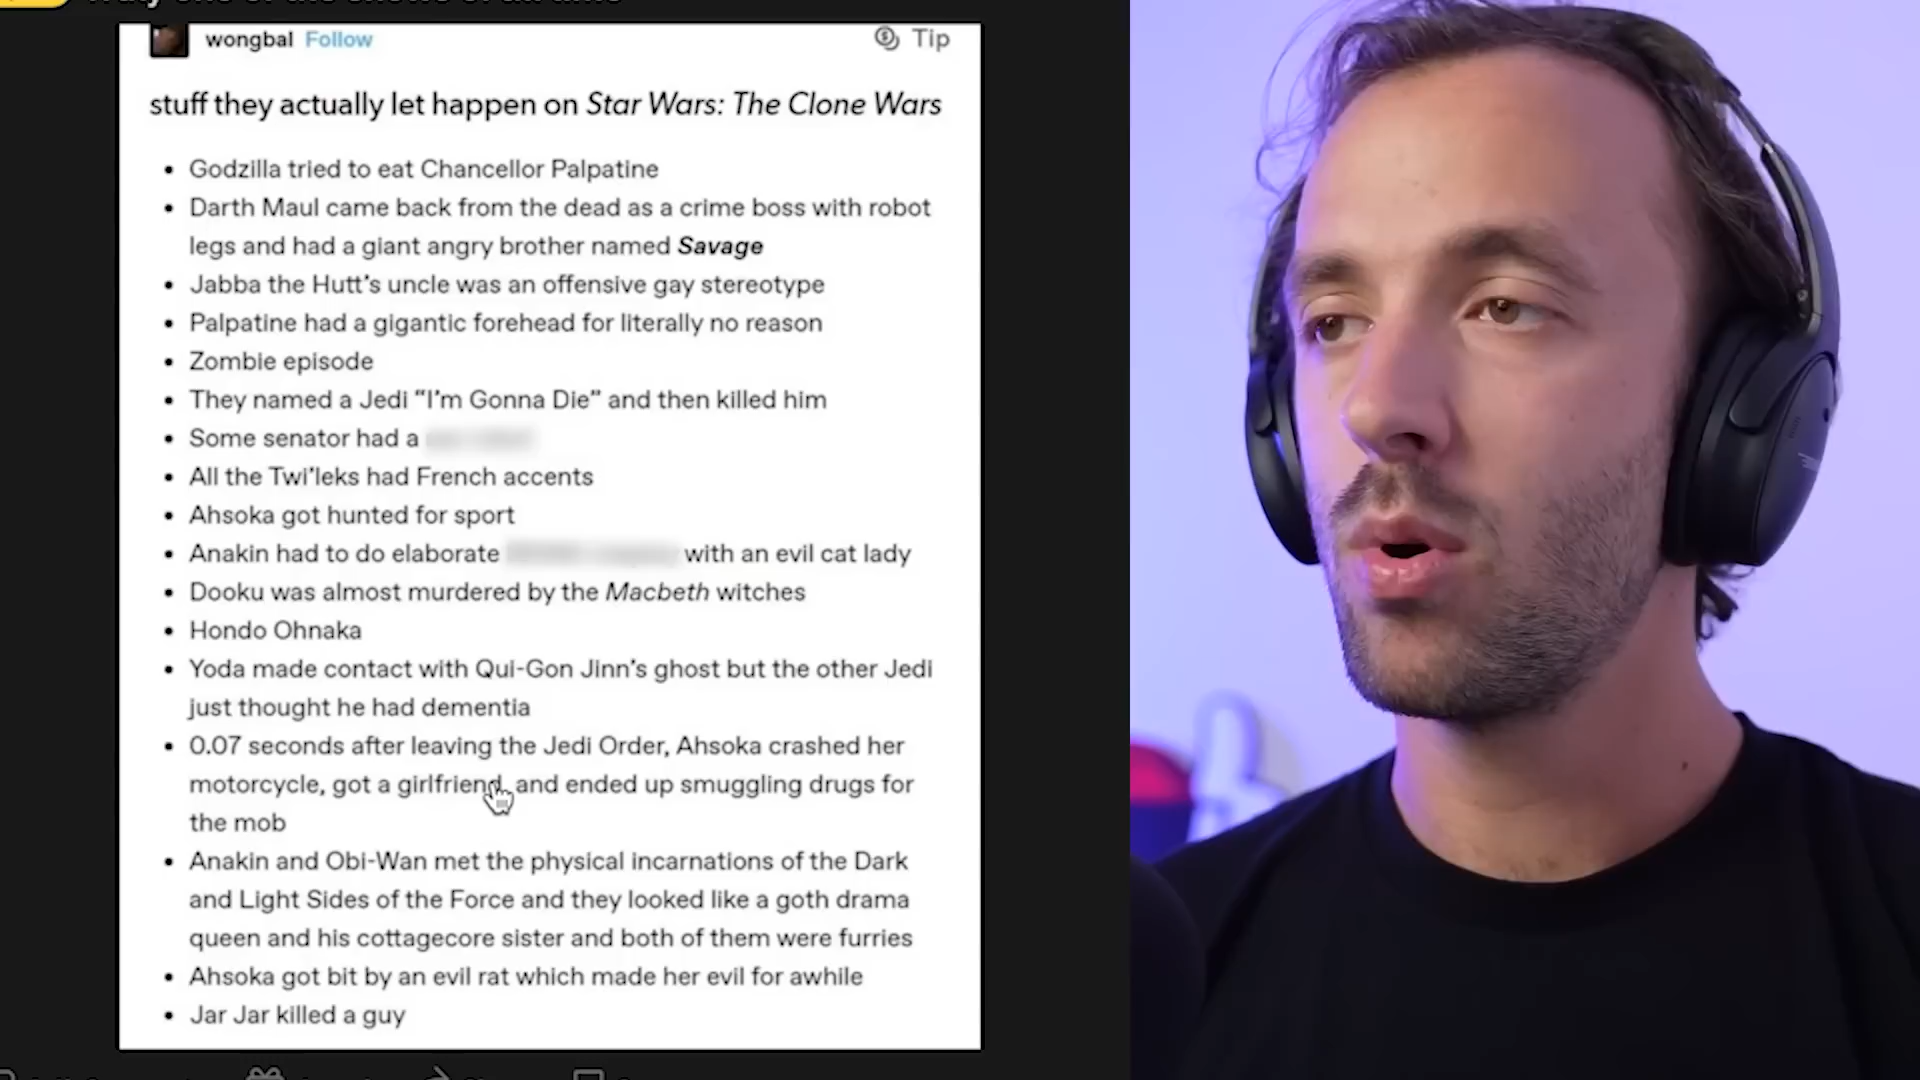 wongbal Follow Tip
stuff they actually let happen on Star Wars: The Clone Wars
• Godzilla tried to eat Chancellor Palpatine
• Darth Maul came back from the dead as a crime boss with robot
legs and had a giant angry brother named Savage
• Jabba the Hutt's uncle was an offensive gay stereotype
• Palpatine had a gigantic forehead for literally no reason
• Zombie episode
• They named a Jedi “I'm Gonna Die” and then killed him
• Some senator had a
• All the Twi'leks had French accents
• Ahsoka got hunted for sport
• Anakin had to do elaborate with an evil cat lady
• Dooku was almost murdered by the Macbeth witches
• Hondo Ohnaka
• Yoda made contact with Qui-Gon Jinn's ghost but the other Jedi
just thought he had dementia
• 0.07 seconds after leaving the Jedi Order, Ahsoka crashed her
motorcycle, got a girlfriend, and ended up smuggling drugs for
the mob
• Anakin and Obi-Wan met the physical incarnations of the Dark
and Light Sides of the Force and they looked like a goth drama
queen and his cottagecore sister and both of them were furries
• Ahsoka got bit by an evil rat which made her evil for awhile
• Jar Jar killed a guy